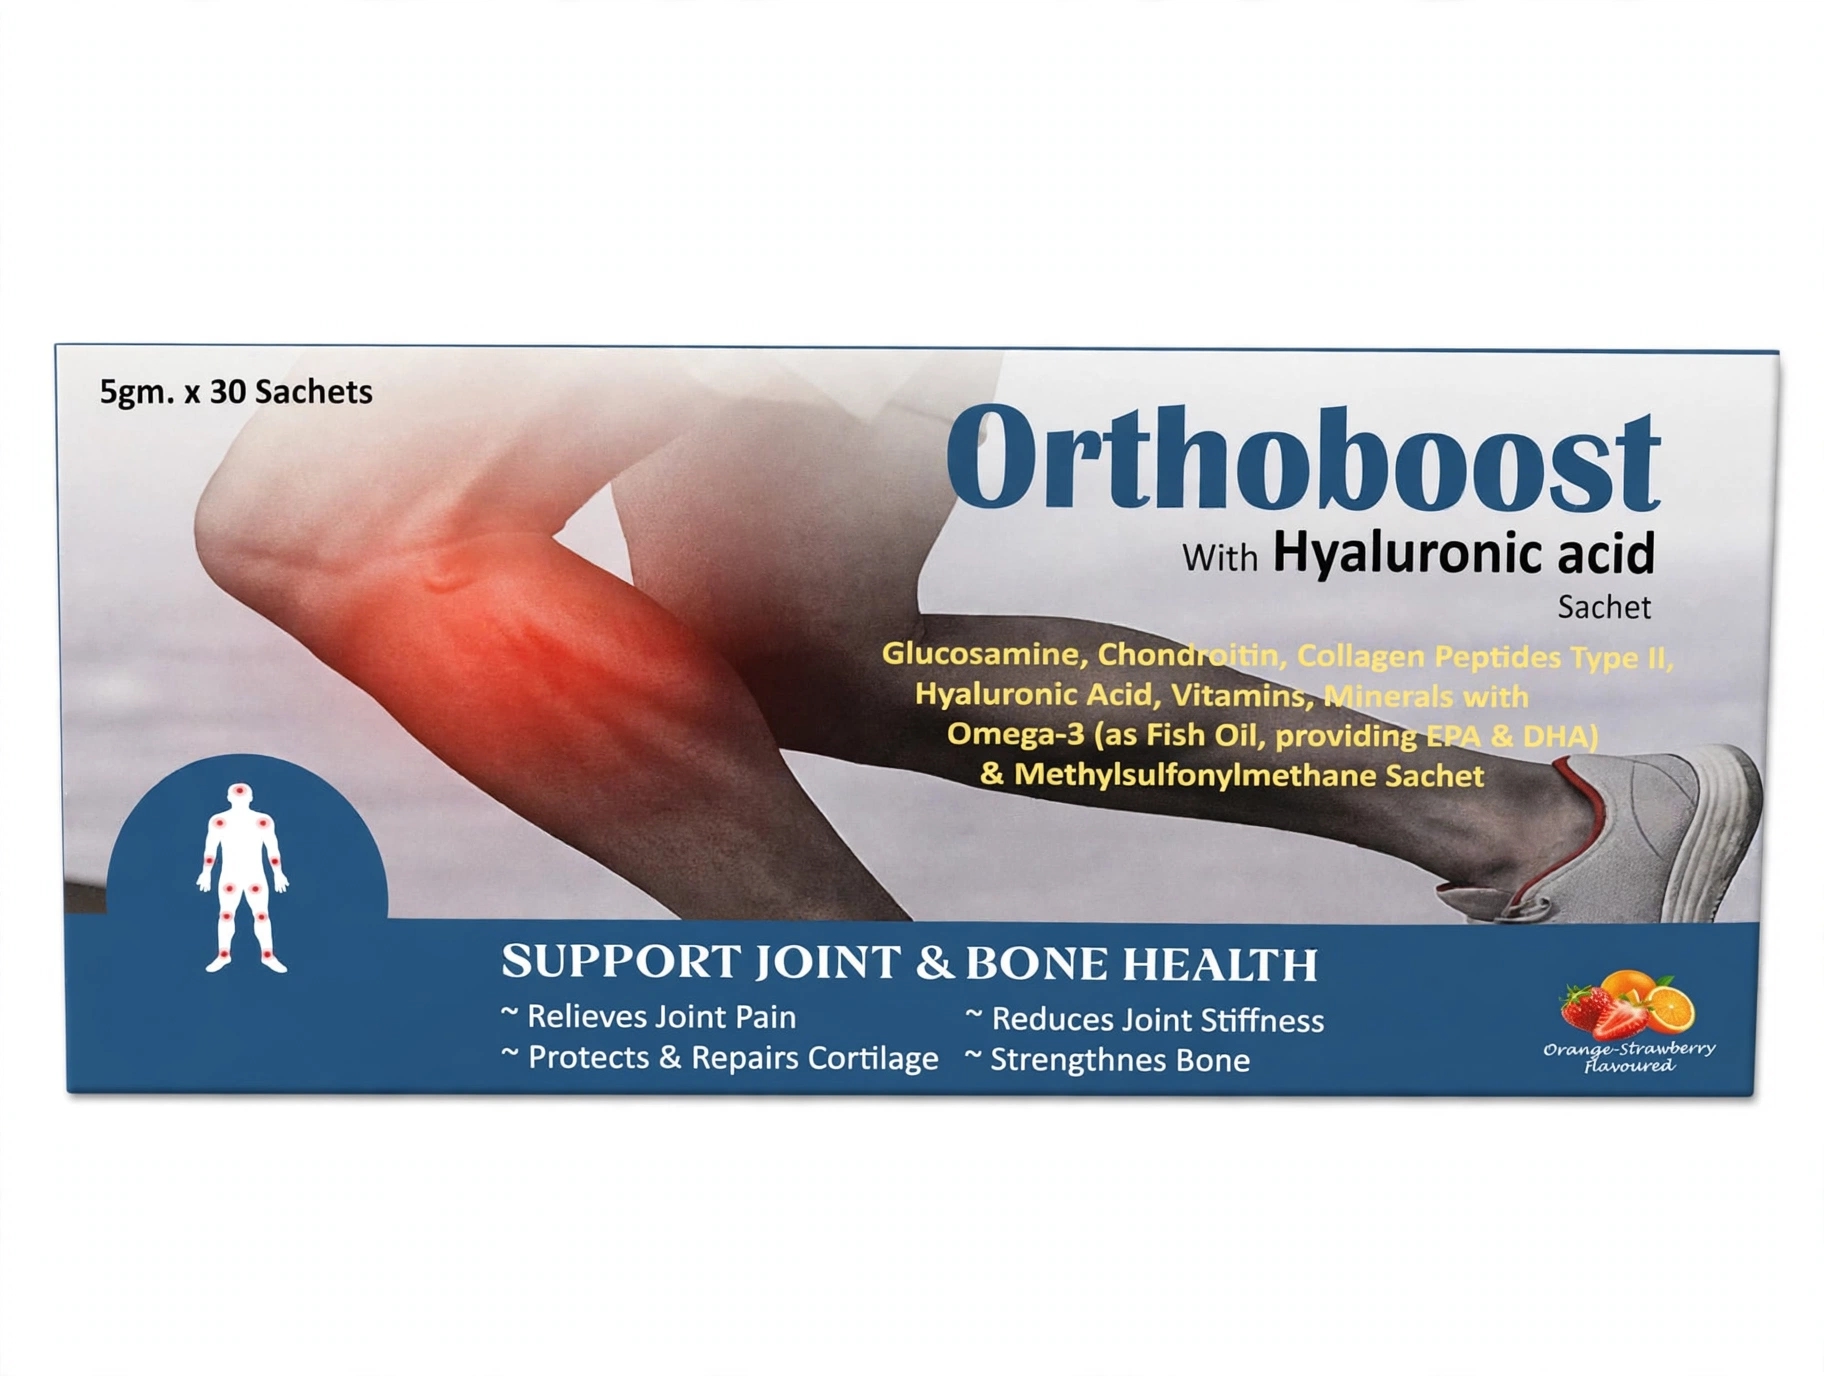 5gm. x 30 Sachets
Orthoboost
With Hyaluronic acid
Sachet
Glucosamine, Chondroitin, Collagen Peptides Type II,
Hyaluronic Acid, Vitamins, Minerals with
Omega-3 (as Fish Oil, providing EPA & DHA)
& Methylsulfonylmethane Sachet
SUPPORT JOINT & BONE HEALTH
~ Relieves Joint Pain
~ Reduces Joint Stiffness
~ Protects & Repairs Cortilage
~ Strengthnes Bone
Orange-Strawberry
Flavoured